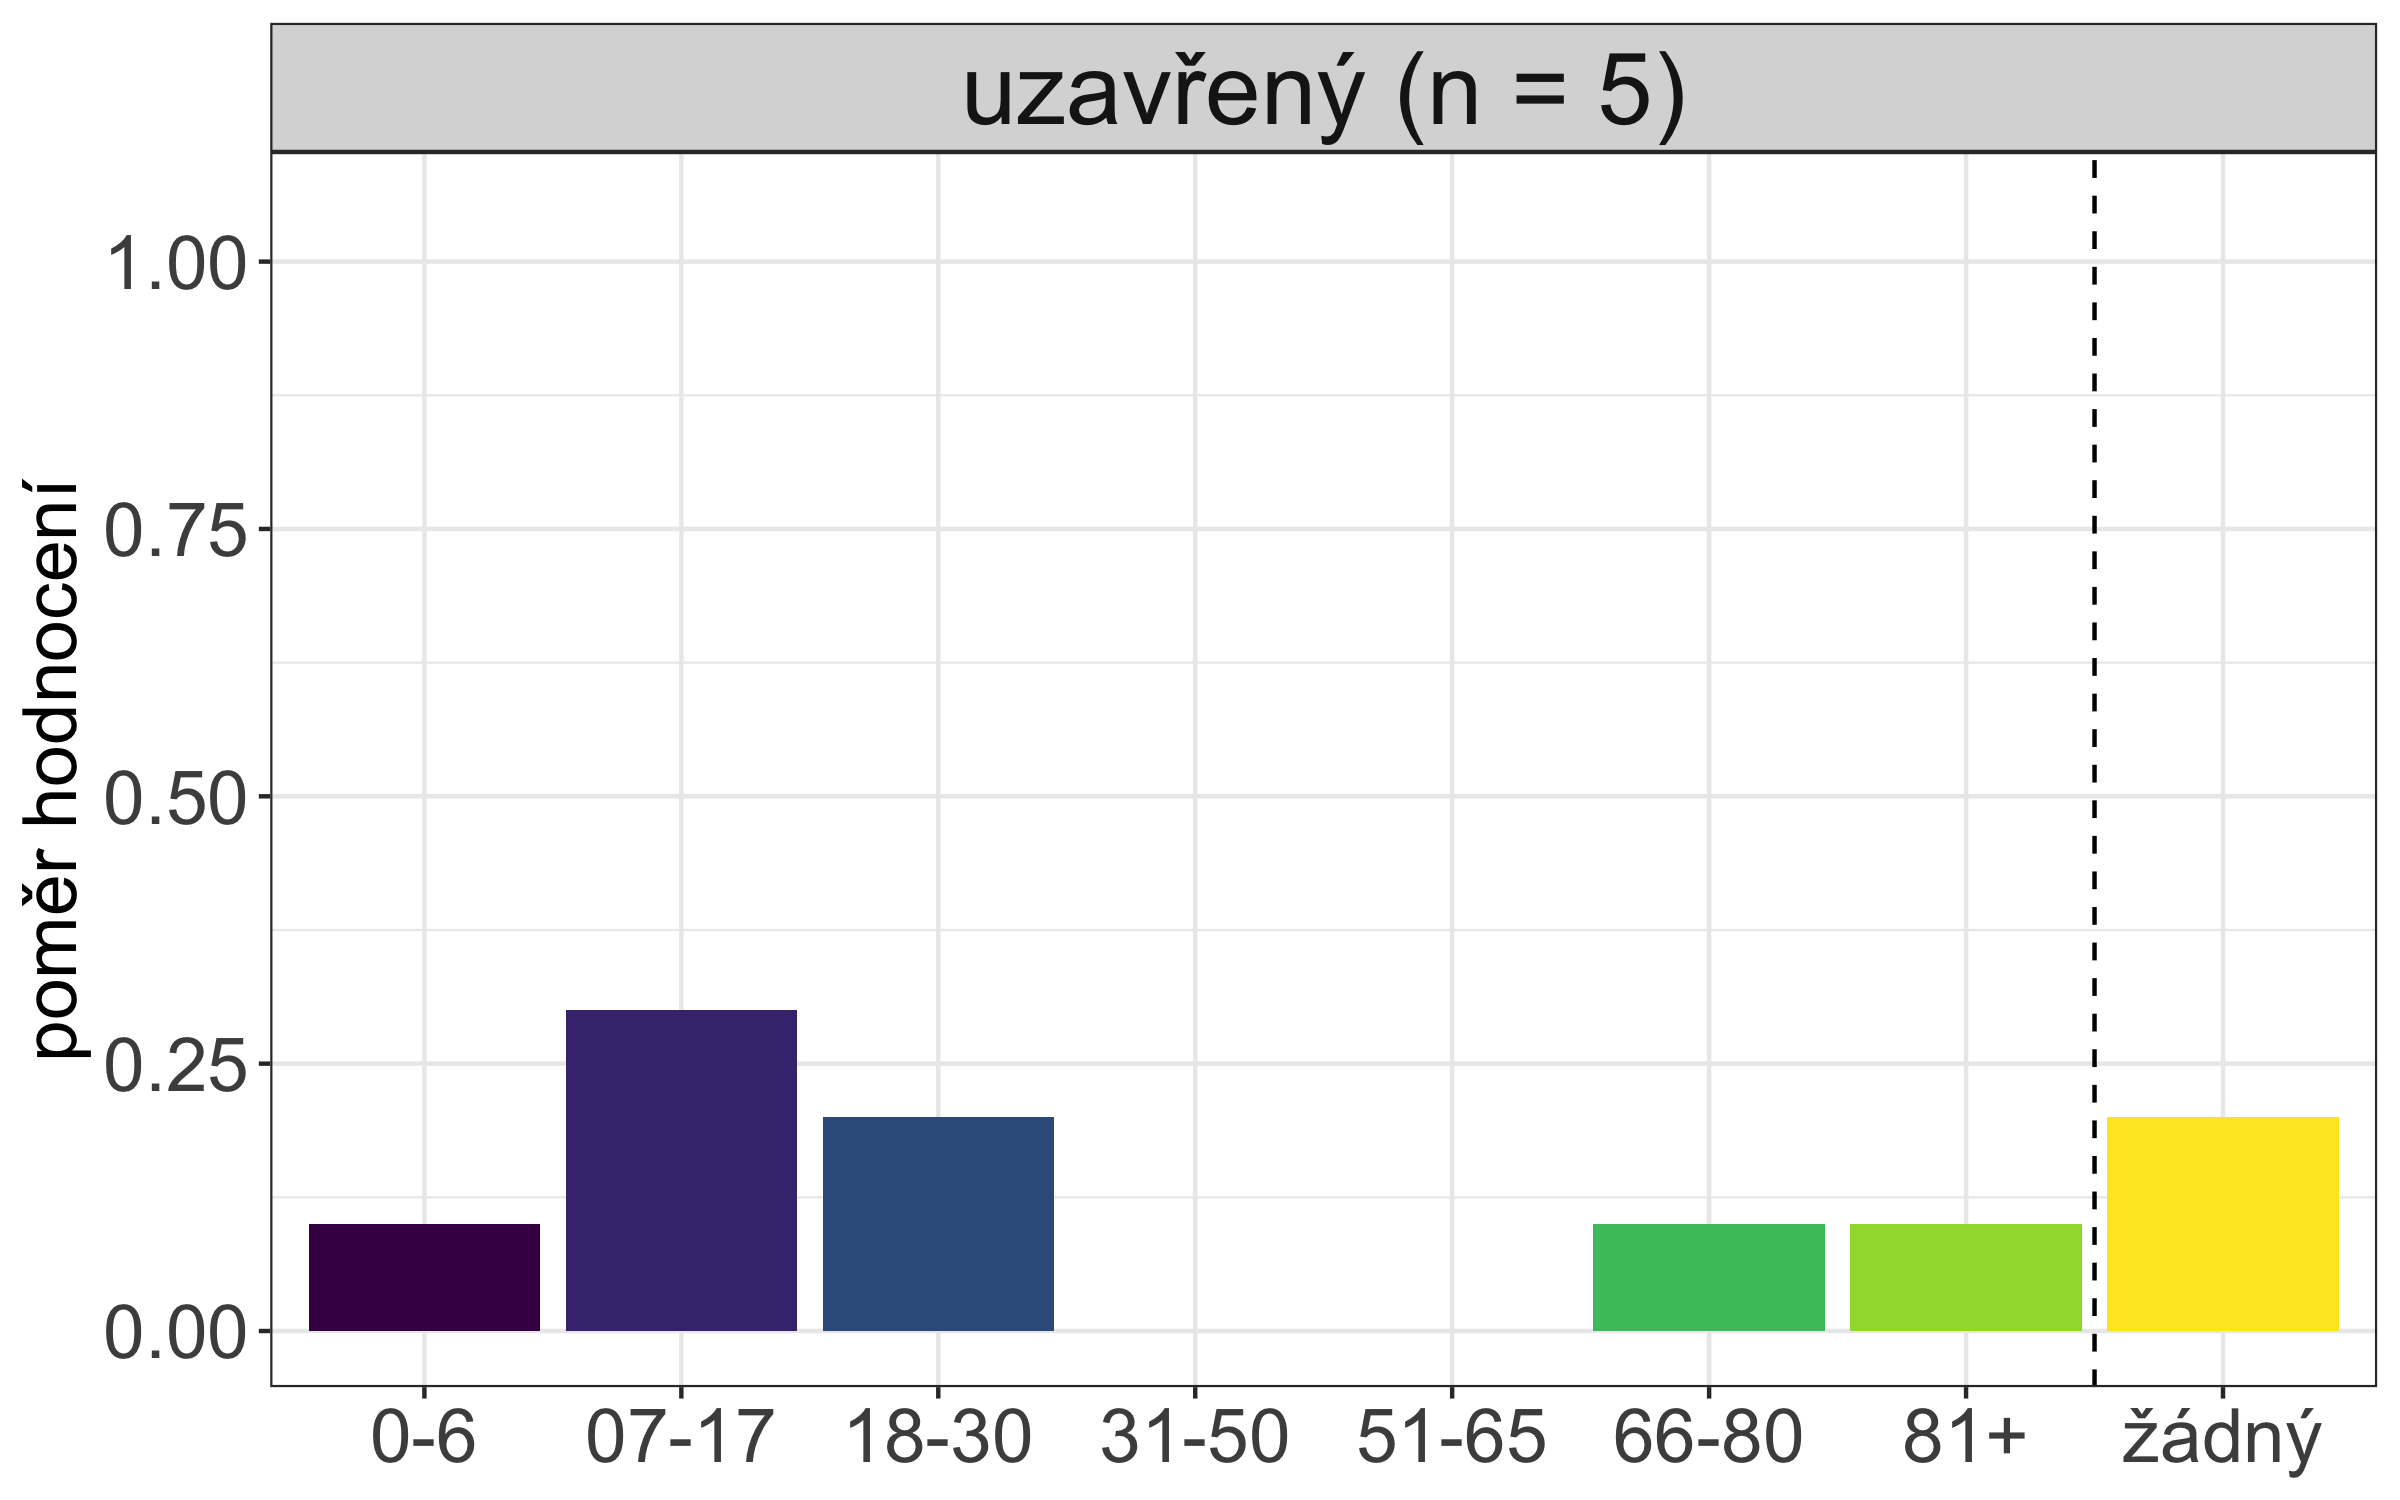 uzavřený (n = 5)
poměr hodnocení
1.00
0.75
0.50
0.25
0.00
0-6 07-17 18-30 31-50 51-65 66-80 81+ žádný